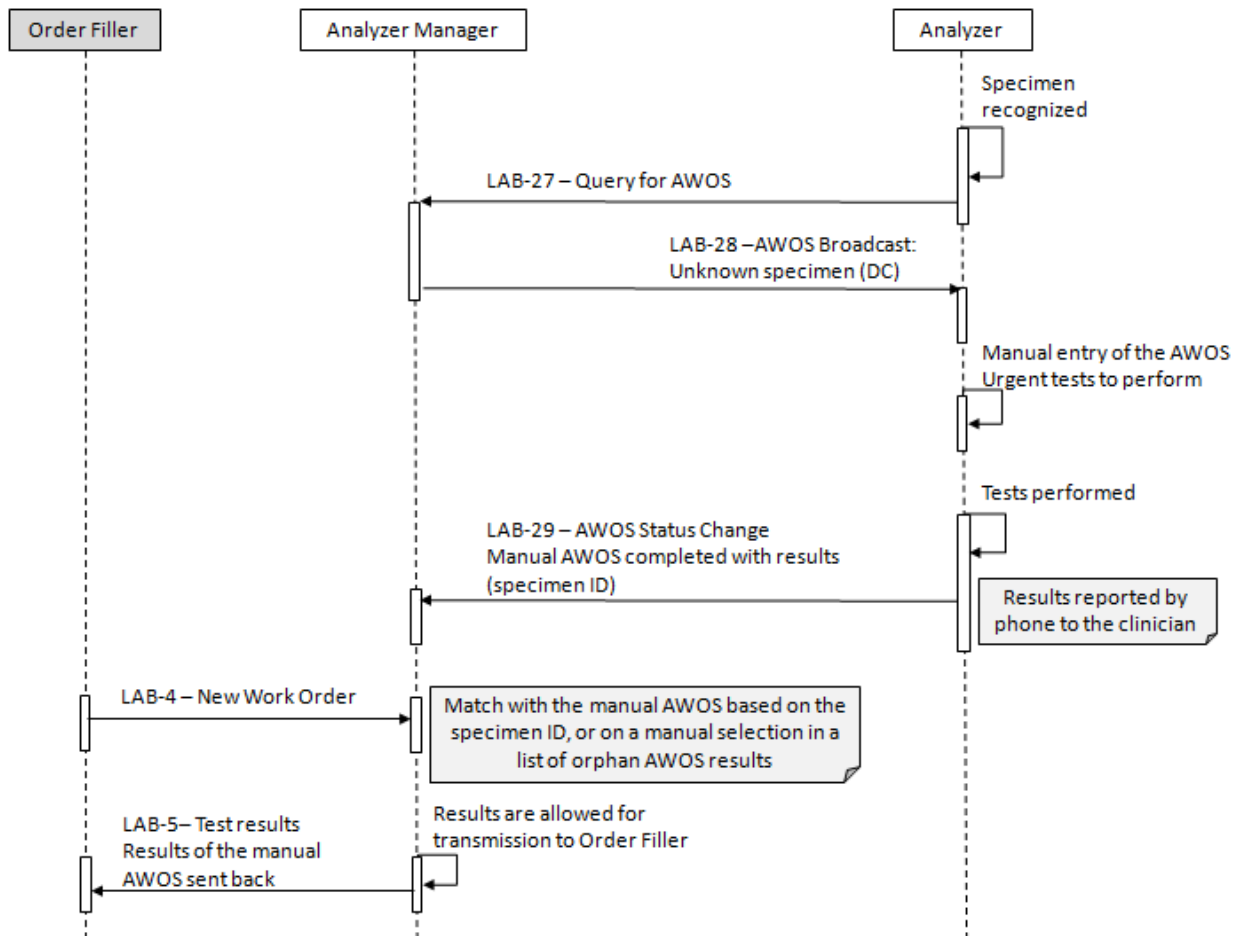 Order Filler
Analyzer Manager
Analyzer
Specimen
recognized
LAB-27 – Query for AWOS
LAB-28 –AWOS Broadcast:
Unknown specimen (DC)
Manual entry of the AWOS
Urgent tests to perform
Tests performed
LAB-29 – AWOS Status Change
Manual AWOS completed with results
(specimen ID)
Results reported by
phone to the clinician
LAB-4 – New Work Order
Match with the manual AWOS based on the
specimen ID, or on a manual selection in a
list of orphan AWOS results
Results are allowed for
transmission to Order Filler
LAB-5– Test results
Results of the manual
AWOS sent back